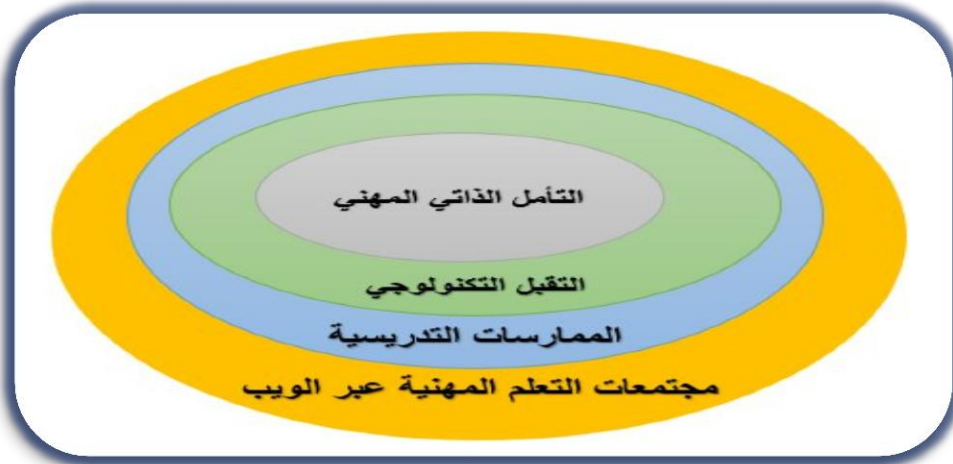 التأمل الذاتي المهني
التقبل التكنولوجي
الممارسات التدريسية
مجتمعات التعلم المهنية عبر الويب